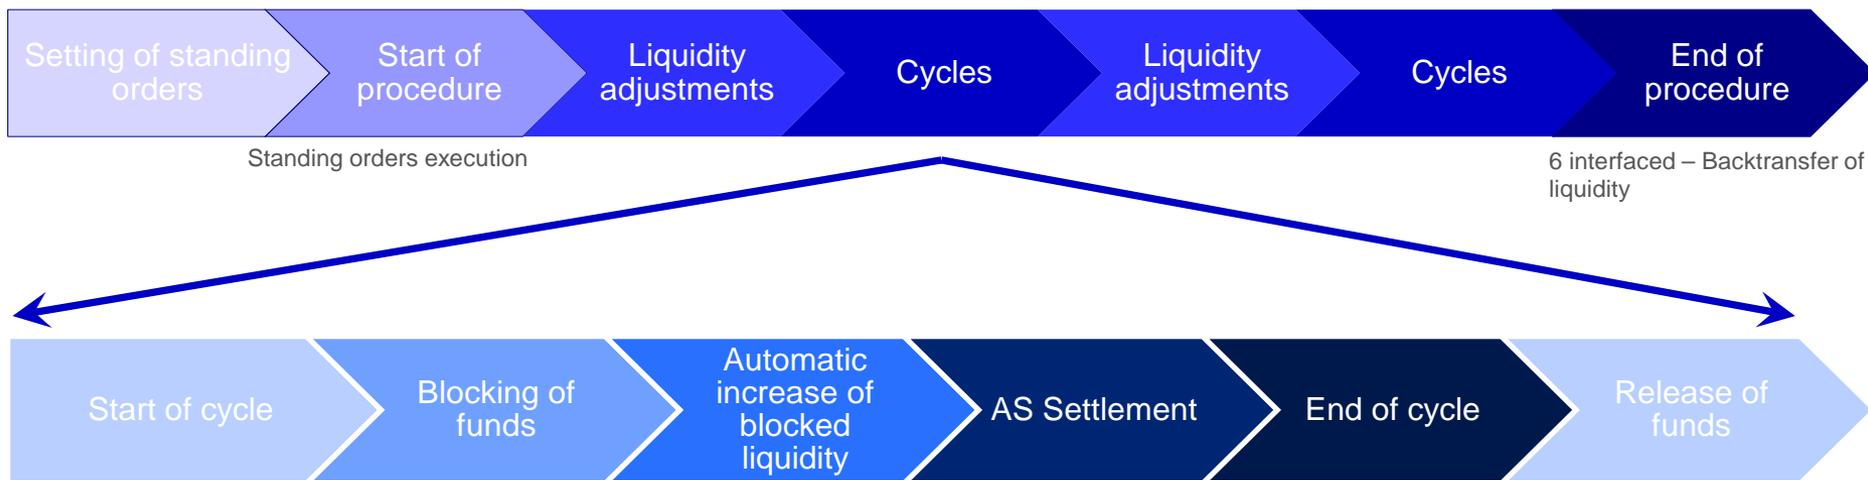 Setting of standing
orders
Start of
procedure
Liquidity
adjustments
Cycles
Liquidity
adjustments
Cycles
End of
procedure
Standing orders execution
6 interfaced – Backtransfer of
liquidity
Start of cycle
Blocking of
funds
Automatic
increase of
blocked
liquidity
AS Settlement
End of cycle
Release of
funds